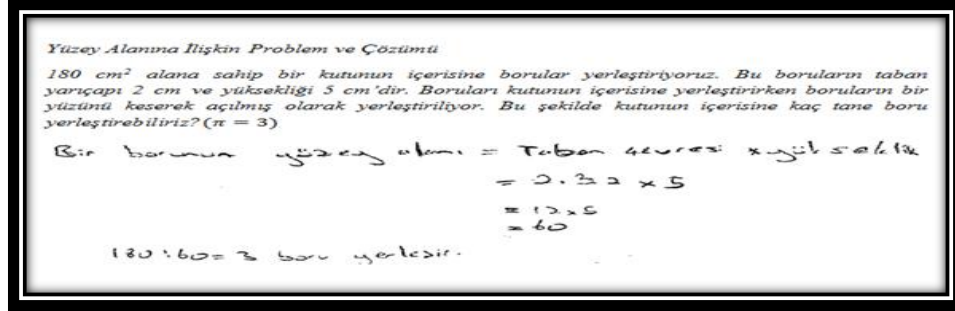 Yüzey Alanına İlişkin Problem ve Çözümü
180 cm² alana sahip bir kutunun içerisine borular yerleştiriyoruz. Bu boruların taban
yarıçapı 2 cm ve yüksekliği 5 cm'dir. Boruları kutunun içerisine yerleştirirken boruların bir
yüzünü keserek açılmış olarak yerleştiriliyor. Bu şekilde kutunun içerisine kaç tane boru
yerleştirebiliriz? (π = 3)
Bir borunun yüzey alanı = Taban çevresi x yükseklik
= 2.3 2 x 5
= 12 x 5
= 60
180 : 60 = 3 boru yerleşir.